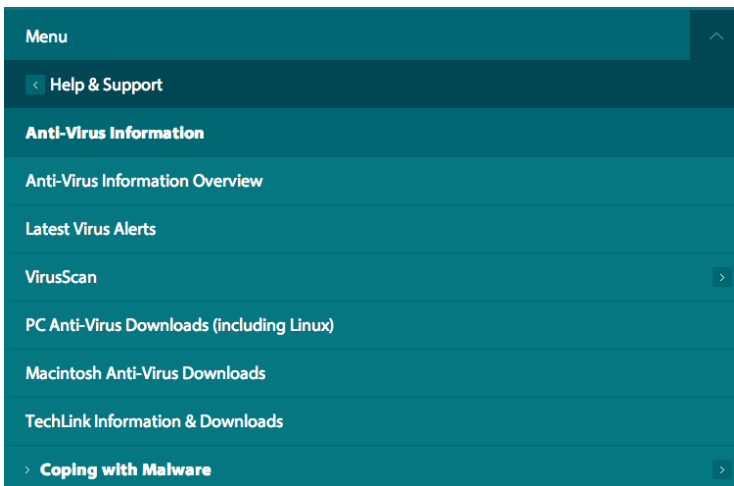 Menu
Help & Support
Anti-Virus Information
Anti-Virus Information Overview
Latest Virus Alerts
VirusScan
PC Anti-Virus Downloads (including Linux)
Macintosh Anti-Virus Downloads
TechLink Information & Downloads
Coping with Malware